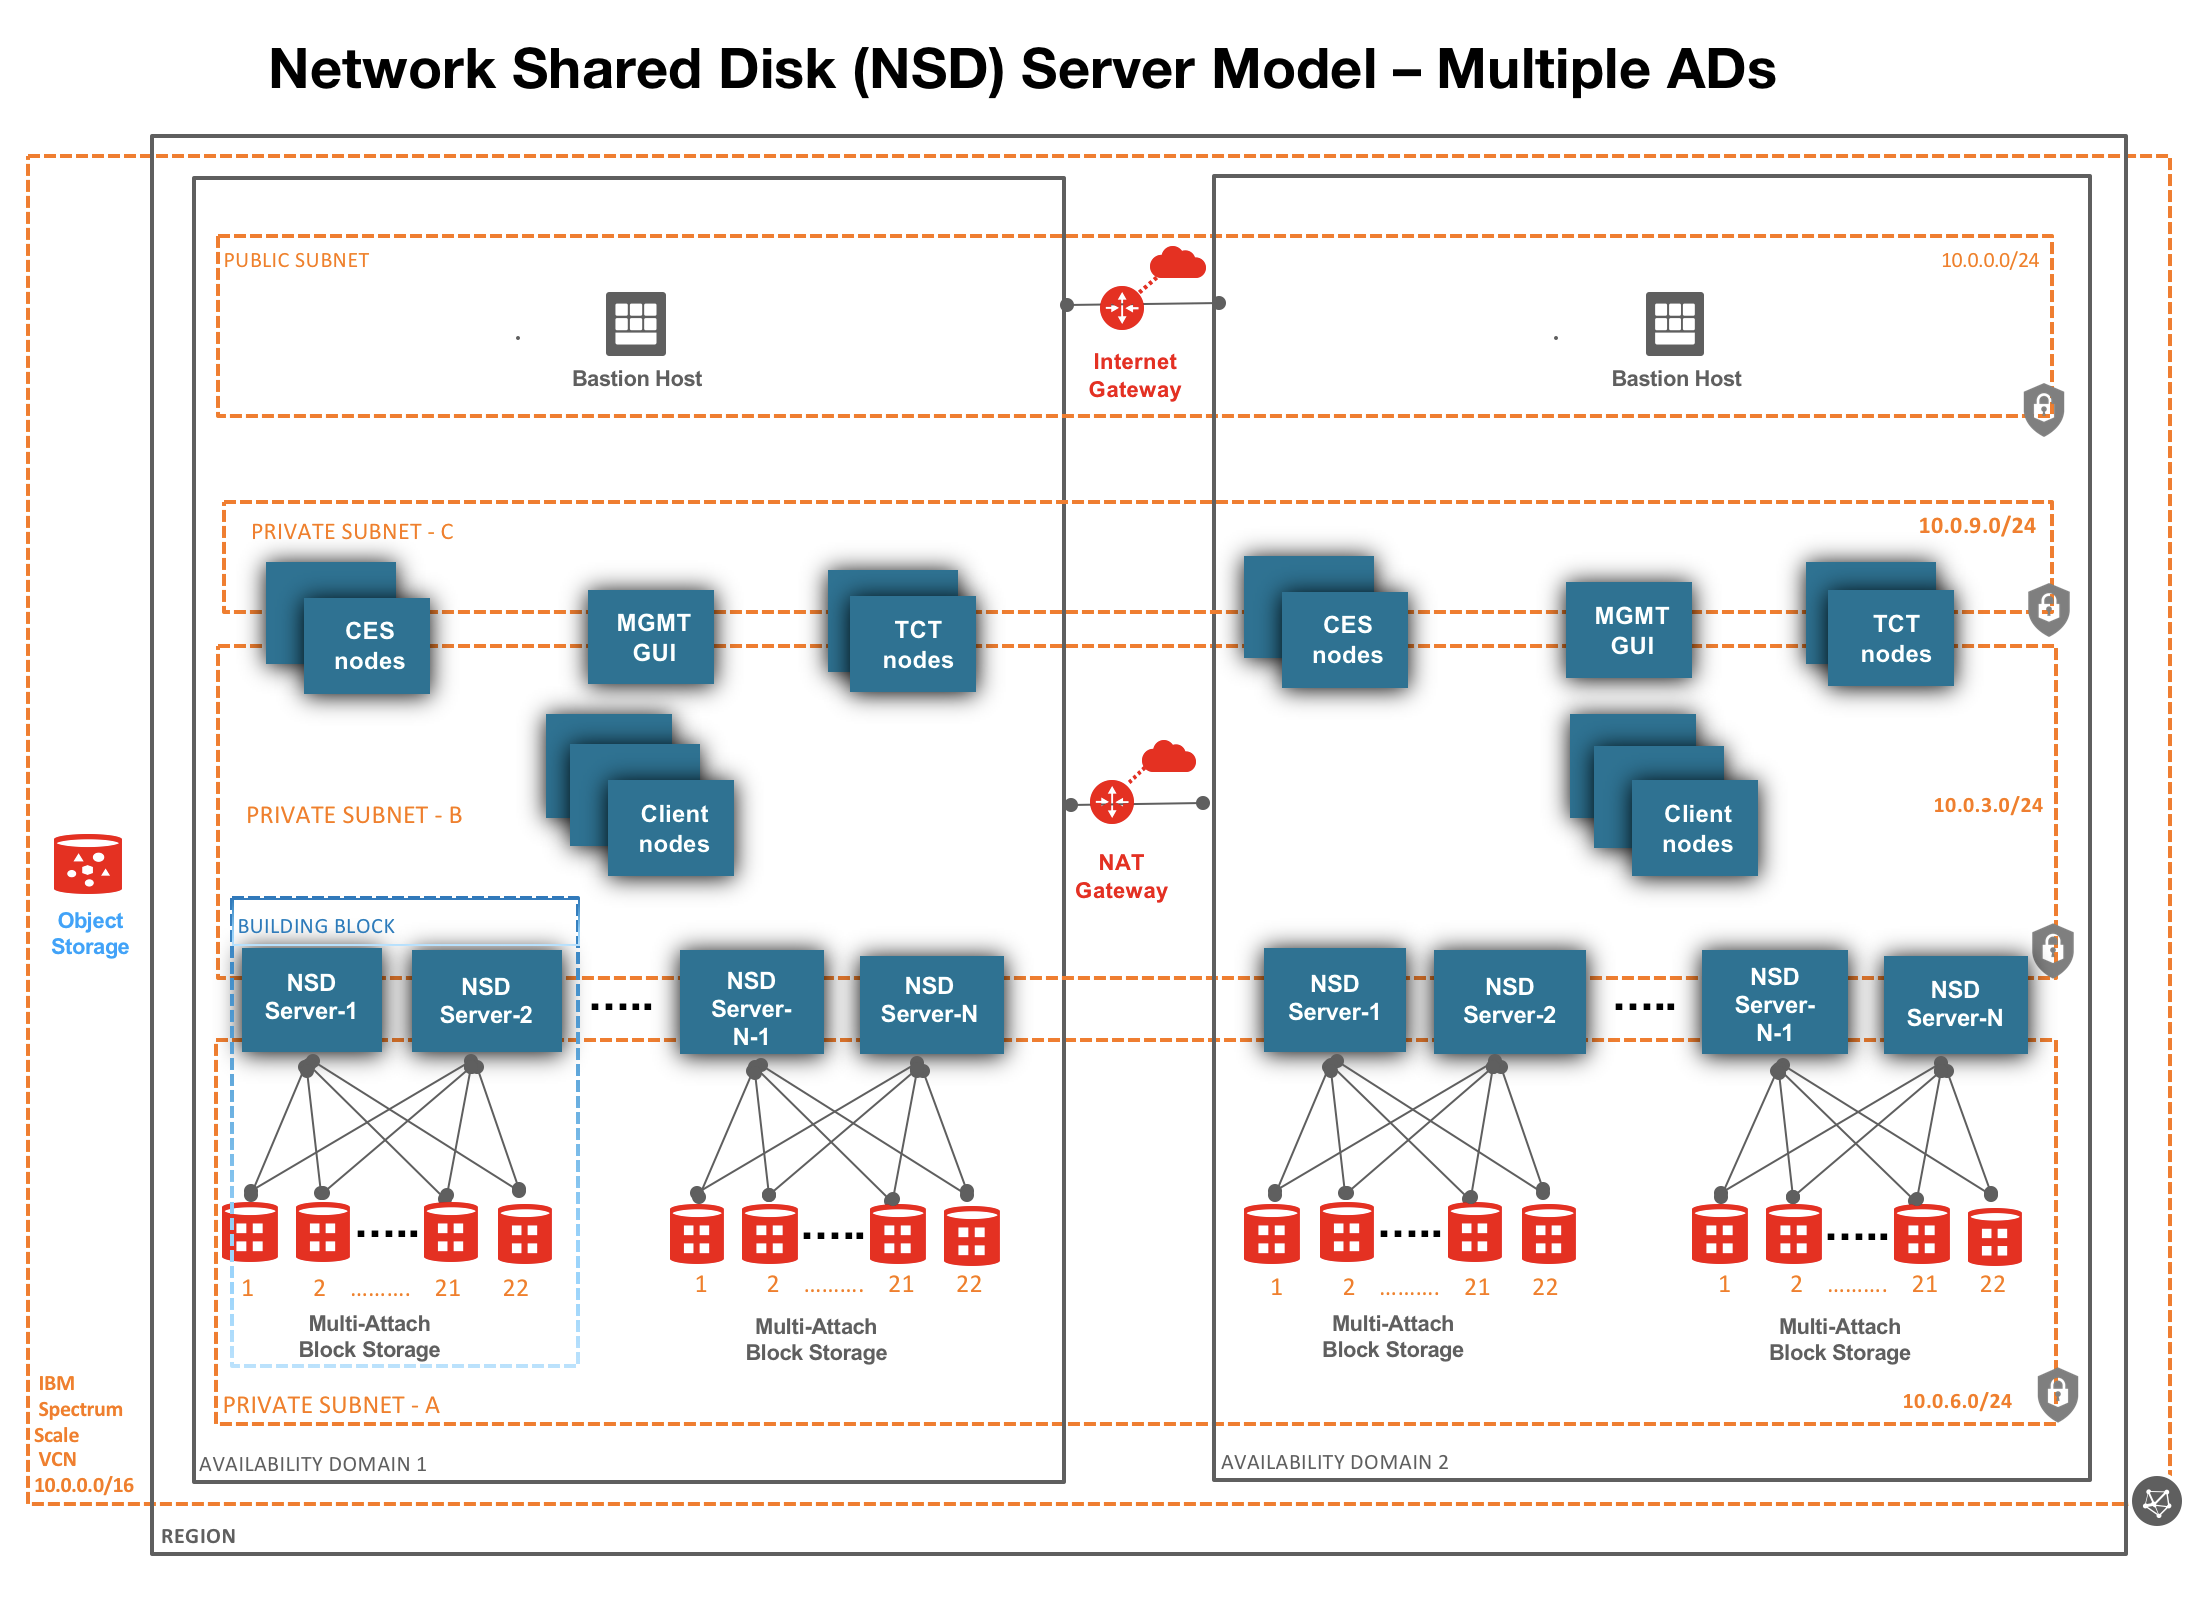 Network Shared Disk (NSD) Server Model – Multiple ADs
PUBLIC SUBNET
10.0.0.0/24
Bastion Host
Internet
Gateway
Bastion Host
PRIVATE SUBNET - C
10.0.9.0/24
CES
nodes
MGMT
GUI
TCT
nodes
CES
nodes
MGMT
GUI
TCT
nodes
PRIVATE SUBNET - B
10.0.3.0/24
Client
nodes
NAT
Gateway
Client
nodes
Object
Storage
BUILDING BLOCK
NSD
Server-1
NSD
Server-2
.....
NSD
Server-
N-1
NSD
Server-N
NSD
Server-1
NSD
Server-2
.....
NSD
Server-
N-1
NSD
Server-N
.....
.....
.....
.....
1 2 .......... 21 22
1 2 .......... 21 22
1 2 .......... 21 22
1 2 .......... 21 22
Multi-Attach
Block Storage
Multi-Attach
Block Storage
Multi-Attach
Block Storage
Multi-Attach
Block Storage
PRIVATE SUBNET - A
10.0.6.0/24
IBM
Spectrum
Scale
VCN
10.0.0.0/16
AVAILABILITY DOMAIN 1
AVAILABILITY DOMAIN 2
REGION